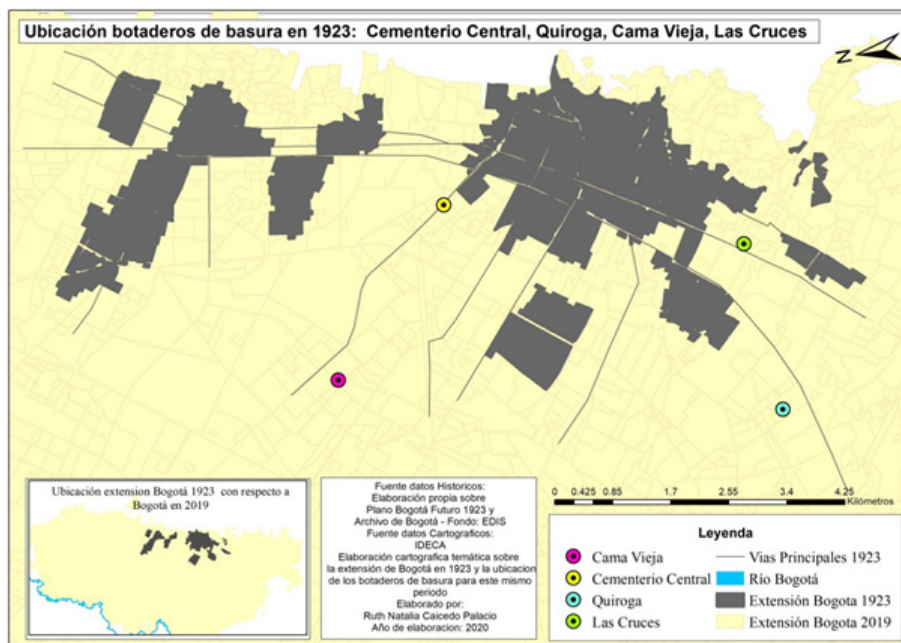 Ubicación botaderos de basura en 1923: Cementerio Central, Quiroga, Cama Vieja, Las Cruces
N
Ubicación extension Bogotá 1923 con respecto a
Bogotá en 2019
Fuente datos Historicos:
Elaboración propia sobre
Plano Bogotá Futuro 1923 y
Archivo de Bogotá - Fondo: EDIS
Fuente datos Cartograficos:
IDECA
Elaboración cartografica temática sobre
la extensión de Bogotá en 1923 y la ubicacion
de los botaderos de basura para este mismo
periodo
Elaborado por:
Ruth Natalia Caicedo Palacio
Año de elaboracion: 2020
0 0.425 0.85 1.7 2.55 3.4 4.25
Kilómetros
Leyenda
Cama Vieja
Cementerio Central
Quiroga
Las Cruces
Vias Principales 1923
Río Bogotá
Extensión Bogota 1923
Extensión Bogota 2019